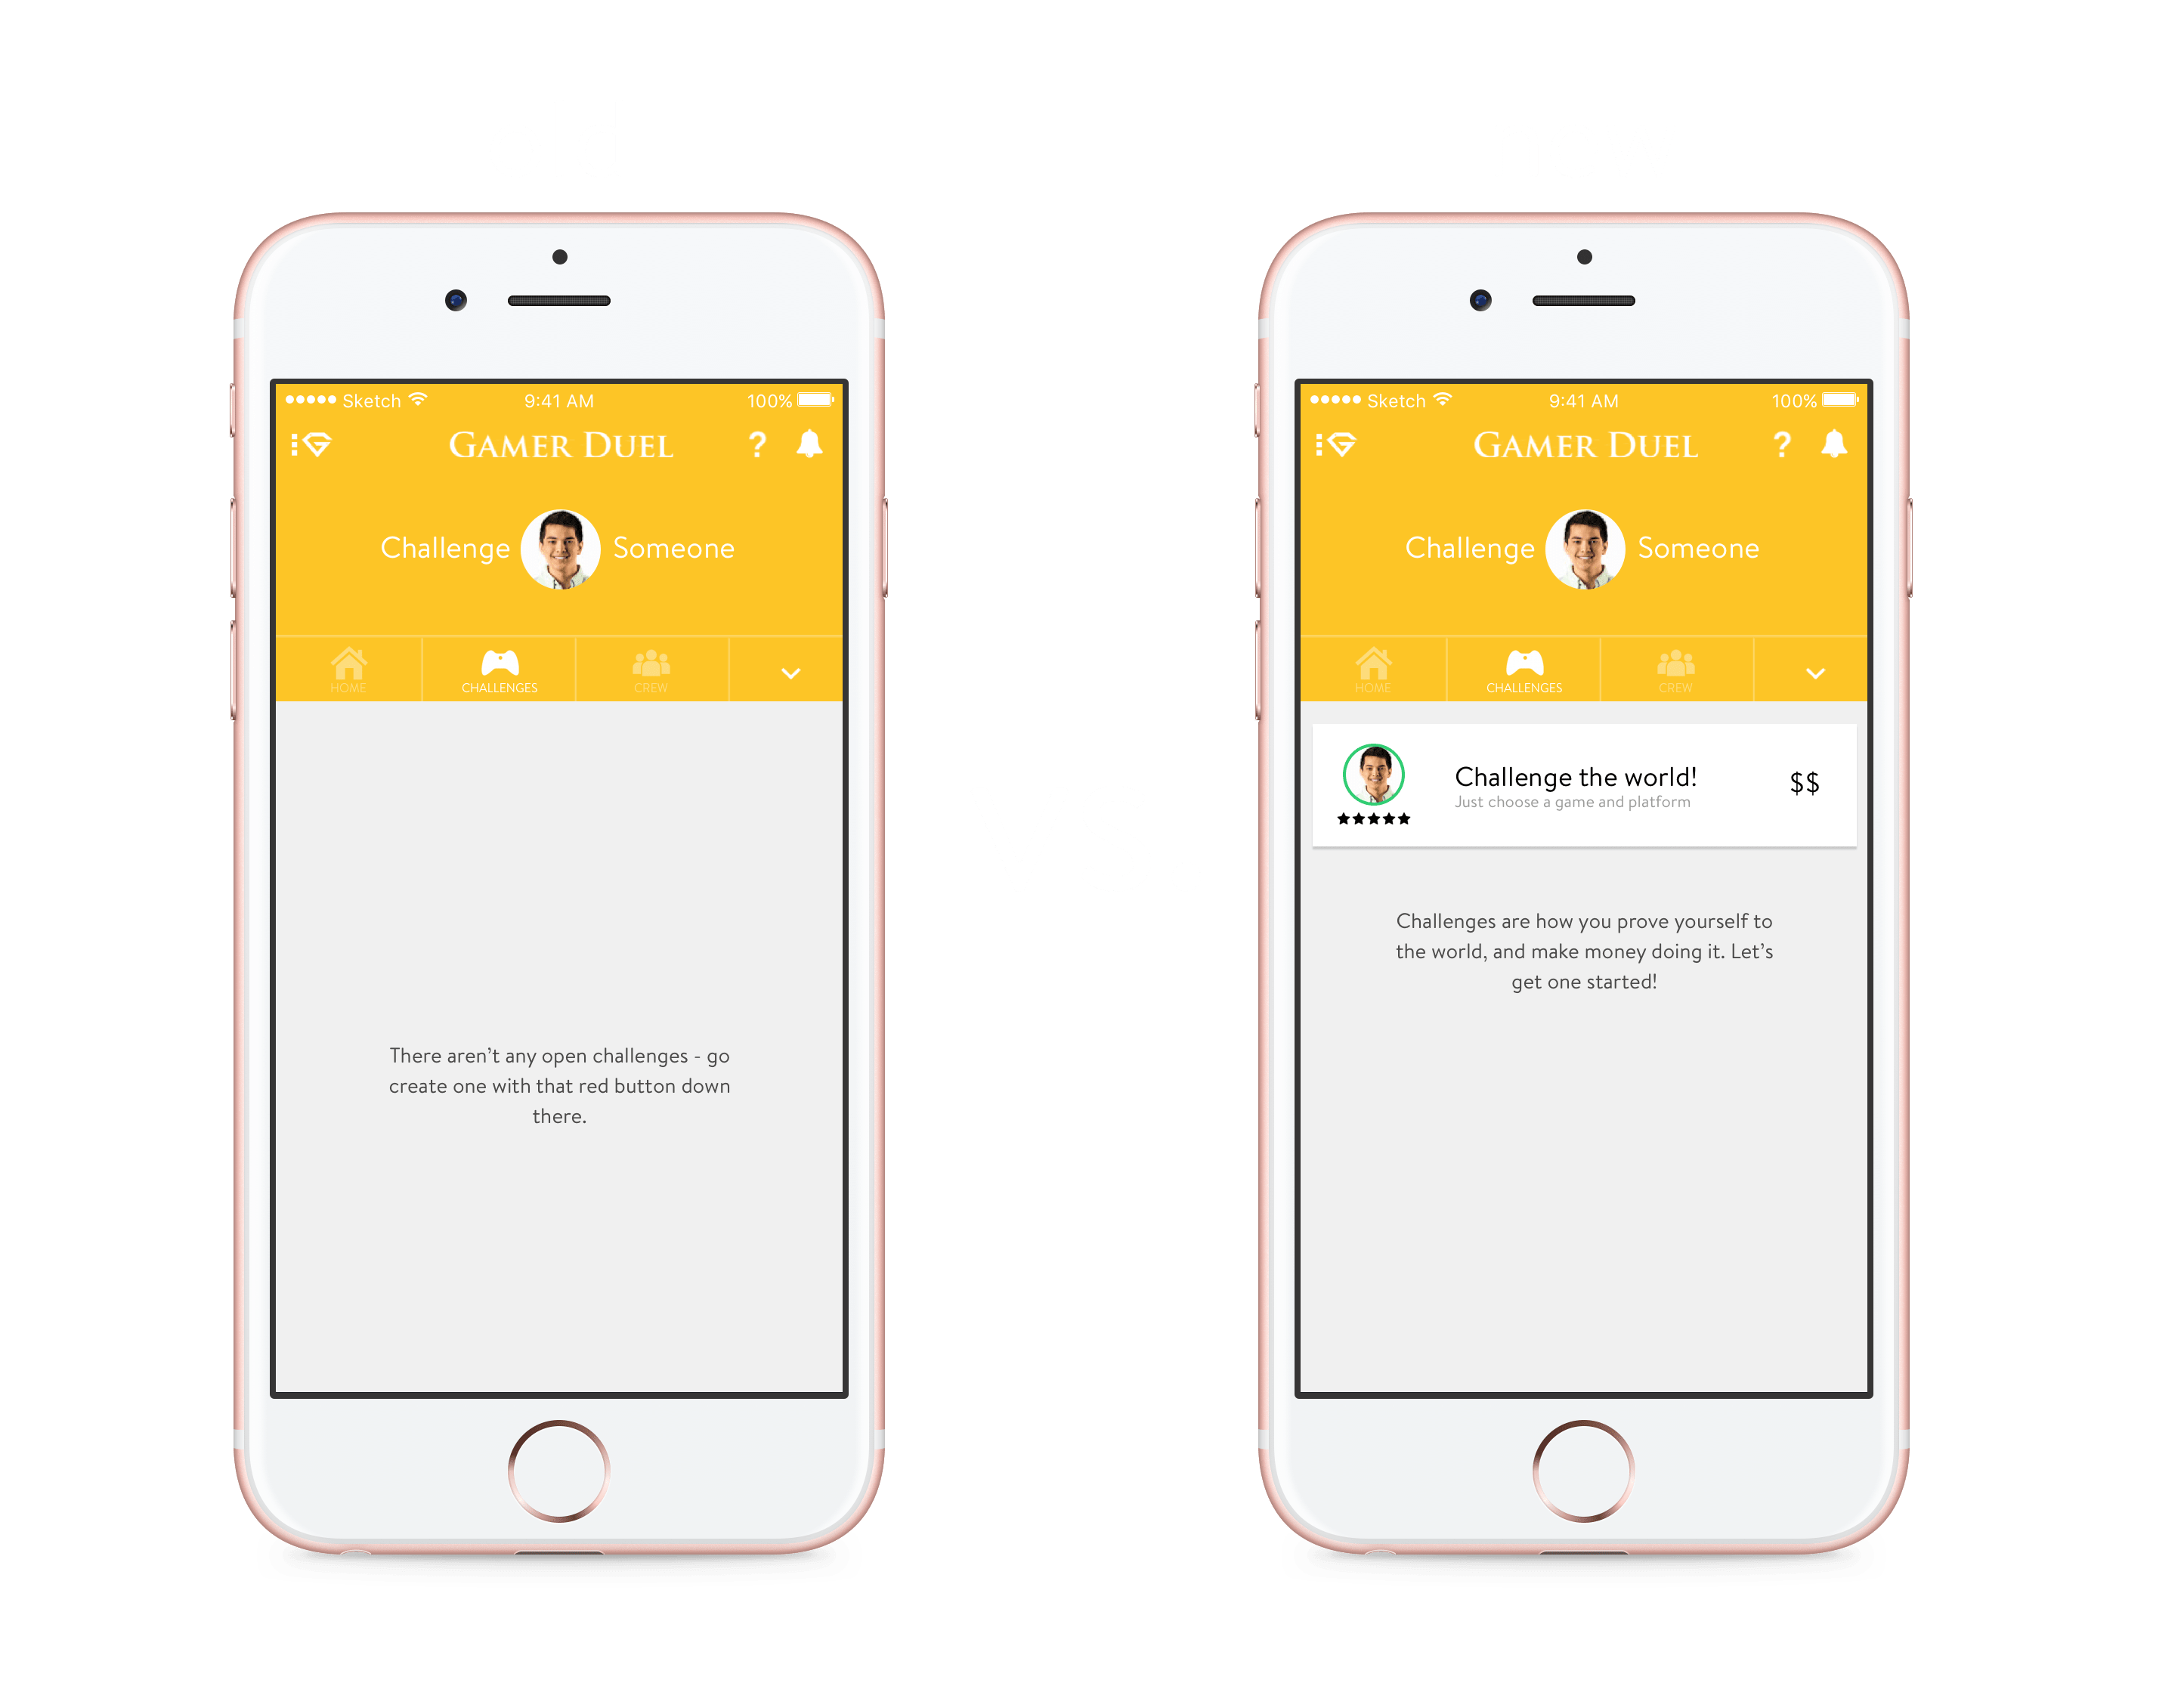 Sketch 9:41 AM 100%
GAMER DUEL ?
Challenge Someone
HOME CHALLENGES CREW
There aren’t any open challenges - go
create one with that red button down
there.
Sketch 9:41 AM 100%
GAMER DUEL ?
Challenge Someone
HOME CHALLENGES CREW
Challenge the world!
Just choose a game and platform
$$
Challenges are how you prove yourself to
the world, and make money doing it. Let’s
get one started!